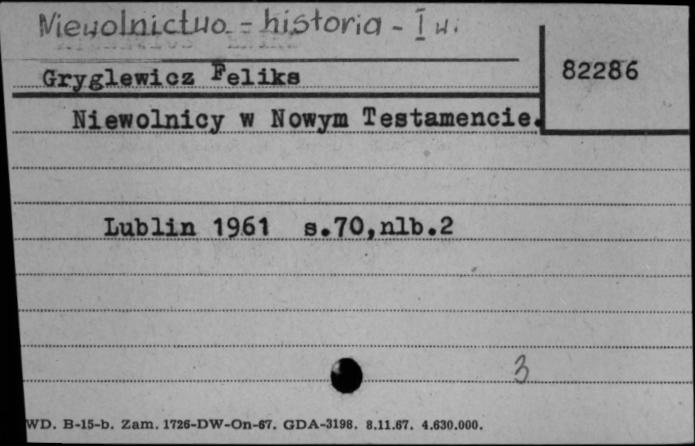 Niewolnictwo - historia - I w.
Gryglewicz Feliks
82286
Niewolnicy w Nowym Testamencie.
Lublin 1961 s.70,nlb.2
3
WD. B-15-b. Zam. 1726-DW-On-67. GDA-3198. 8.11.67. 4.630.000.